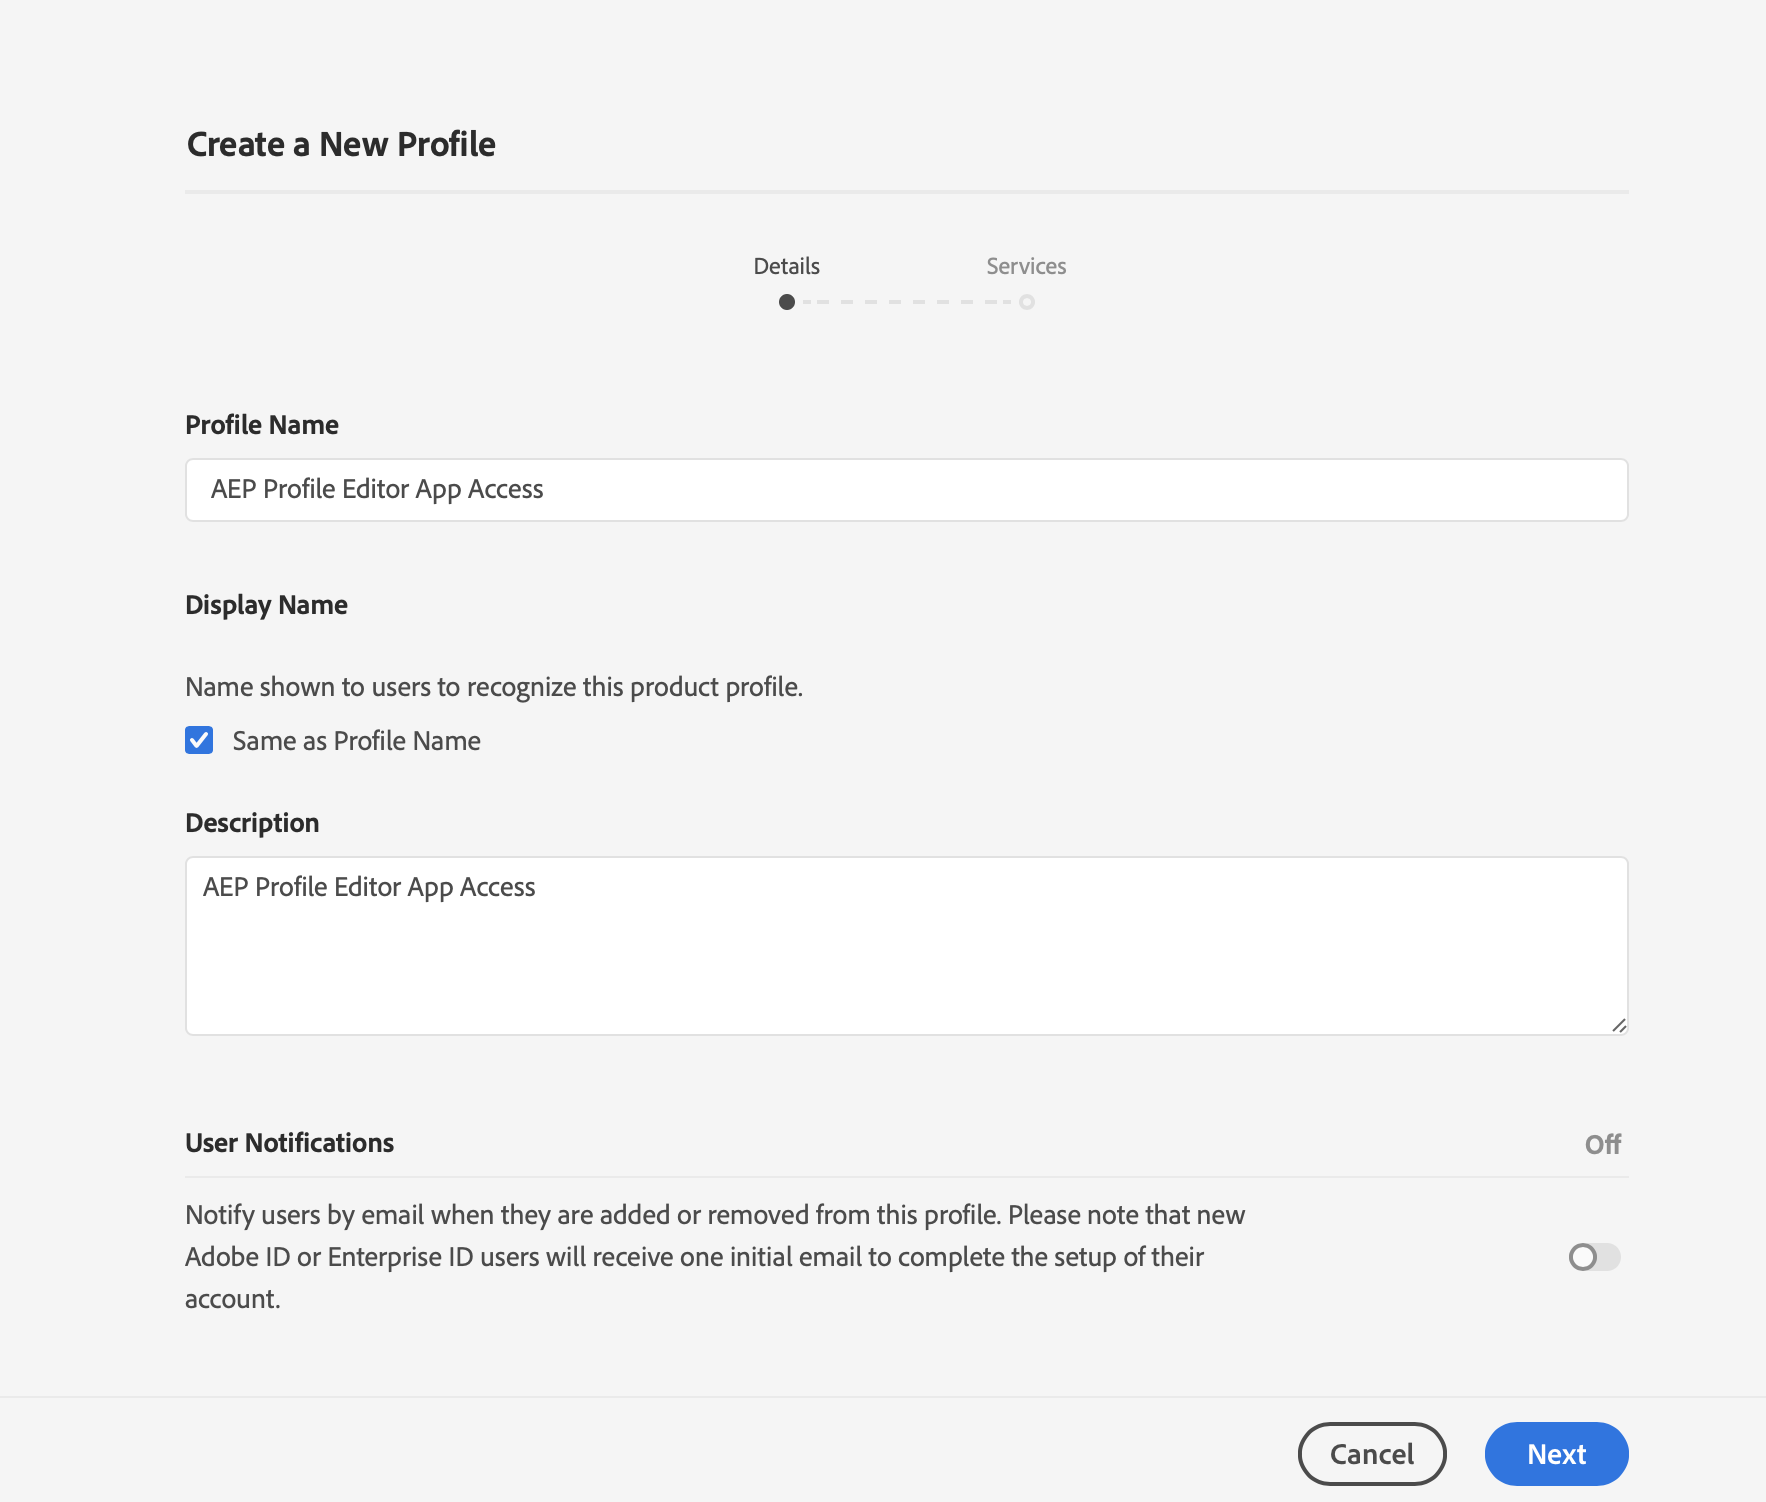 Create a New Profile
Details
Services
Profile Name
AEP Profile Editor App Access
Display Name
Name shown to users to recognize this product profile.
Same as Profile Name
Description
AEP Profile Editor App Access
User Notifications
Off
Notify users by email when they are added or removed from this profile. Please note that new
Adobe ID or Enterprise ID users will receive one initial email to complete the setup of their
account.
Cancel
Next